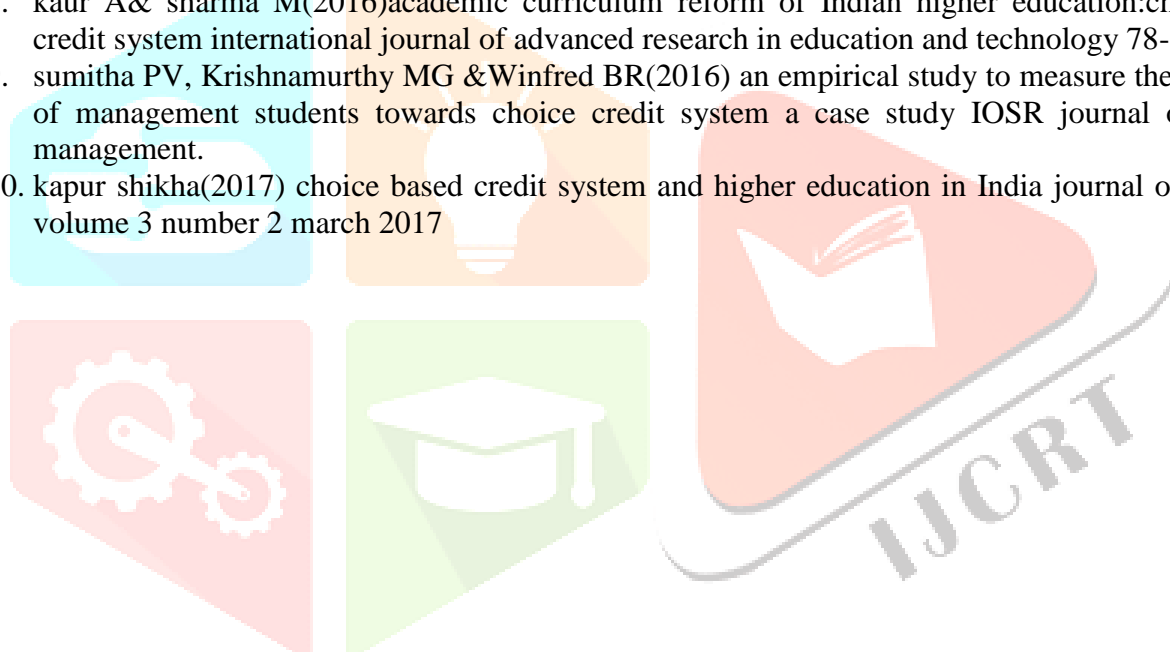 . kaur A& sharma M(2016)academic curriculum reform of Indian higher
credit system international journal of advanced research in education and technology 78-
. sumitha PV, Krishnamurthy MG &Winfred BR(2016) an empirical study to measure the
of management students towards choice credit system a case study IOSR journal
management.
0. kapur shikha(2017) choice based credit system and higher education in India journal
volume 3 number 2 march 2017
IJCRT